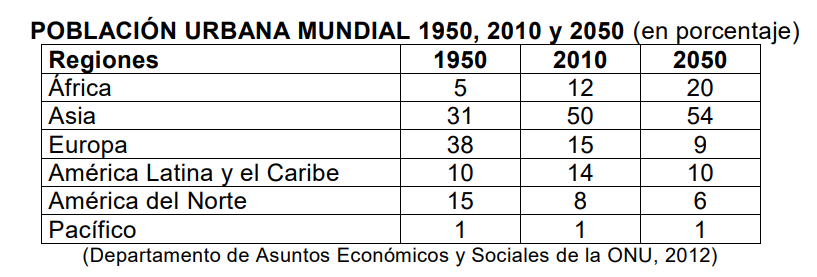 POBLACIÓN URBANA MUNDIAL 1950, 2010 y 2050 (en porcentaje)
Regiones 1950 2010 2050
África 5 12 20
Asia 31 50 54
Europa 38 15 9
América Latina y el Caribe 10 14 10
América del Norte 15 8 6
Pacífico 1 1 1
(Departamento de Asuntos Económicos y Sociales de la ONU, 2012)